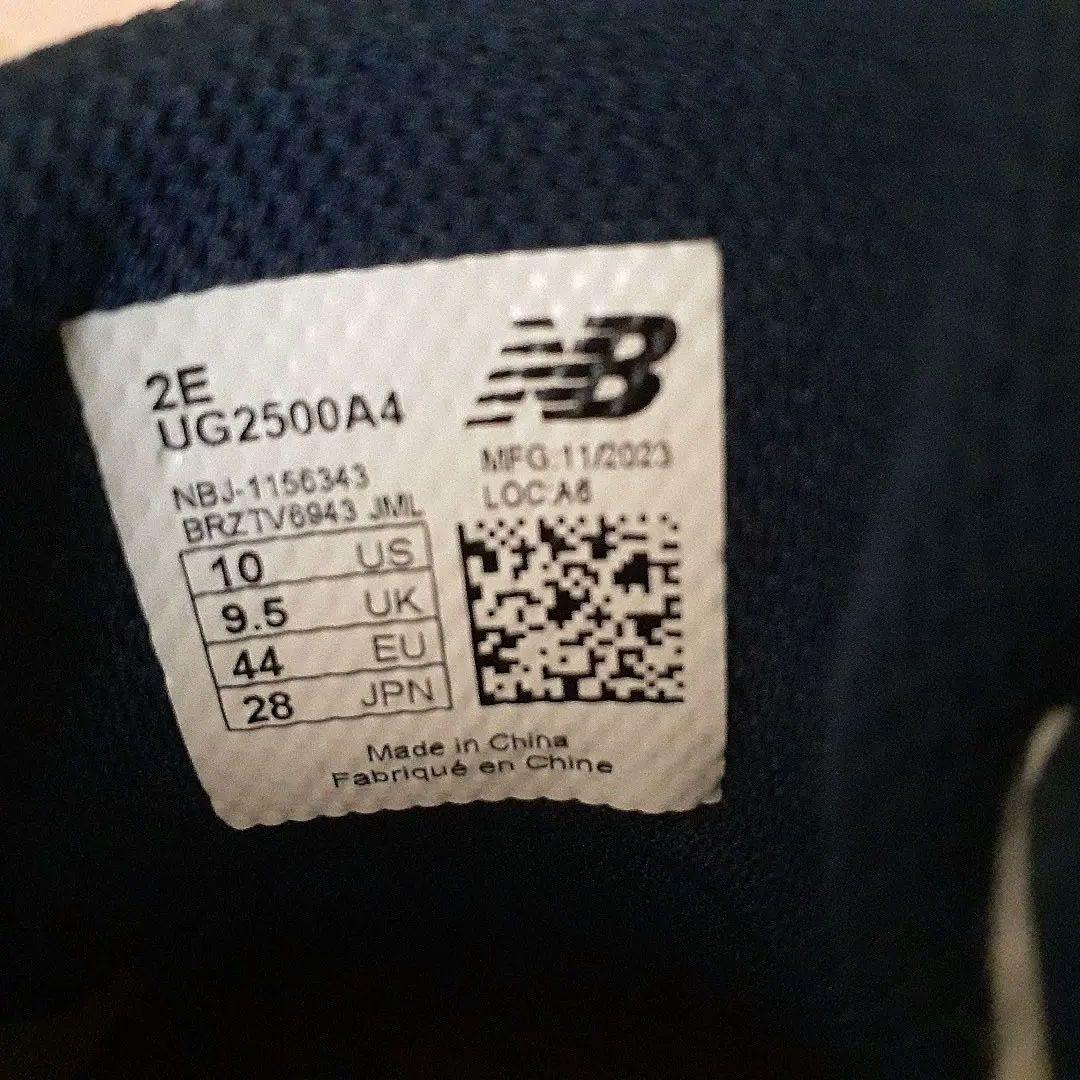 2E
UG2500A4
NBJ-1156343
BRZTV6943 JML
10 US
9.5 UK
44 EU
28 JPN
NB
MFG:11/2023
LOC:A6
Made in China
Fabriqué en Chine